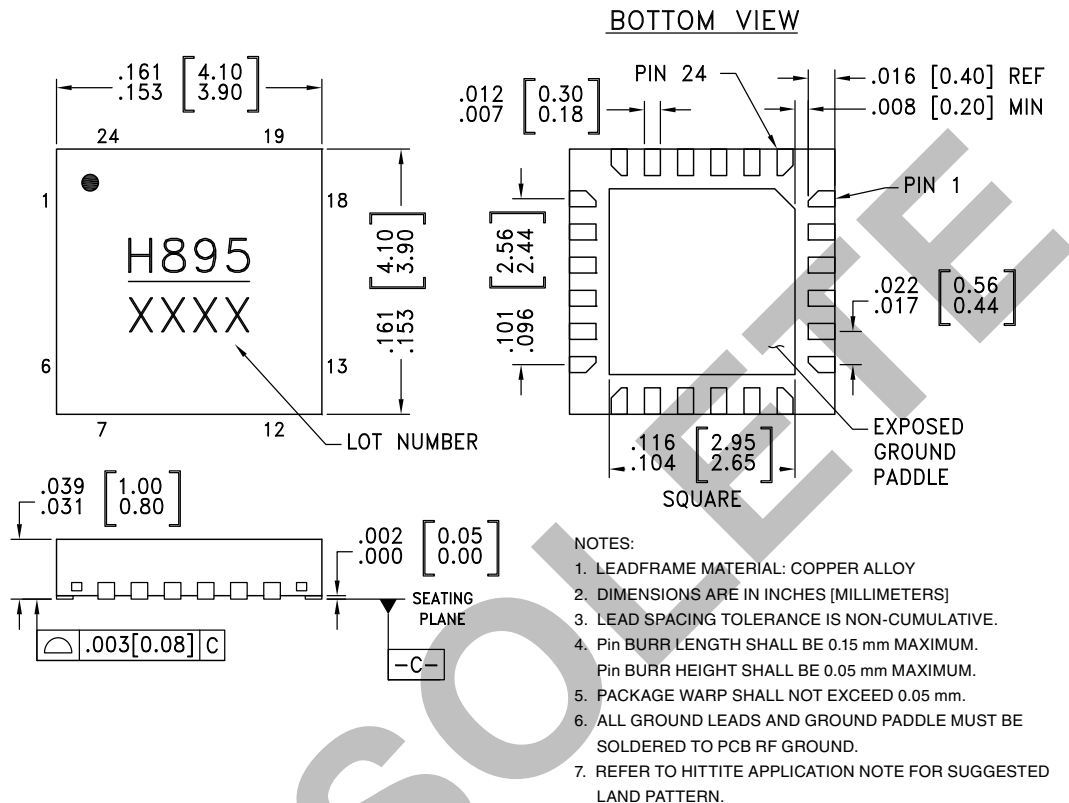 BOTTOM VIEW
.161 [4.10]
.153 [3.90]
24
19
1
18
H895
XXXX
6
13
7
12
LOT NUMBER
[4.10]
[3.90]
.161
.153
PIN 24
.012 [0.30]
.007 [0.18]
.016 [0.40] REF
.008 [0.20] MIN
PIN 1
[2.56]
[2.44]
.101
.096
.022 [0.56]
.017 [0.44]
EXPOSED
GROUND
PADDLE
.116 [2.95]
.104 [2.65]
SQUARE
.039 [1.00]
.031 [0.80]
.002 [0.05]
.000 [0.00]
SEATING
PLANE
.003[0.08] C
-C-
NOTES:
1. LEADFRAME MATERIAL: COPPER ALLOY
2. DIMENSIONS ARE IN INCHES [MILLIMETERS]
3. LEAD SPACING TOLERANCE IS NON-CUMULATIVE.
4. Pin BURR LENGTH SHALL BE 0.15 mm MAXIMUM.
Pin BURR HEIGHT SHALL BE 0.05 mm MAXIMUM.
5. PACKAGE WARP SHALL NOT EXCEED 0.05 mm.
6. ALL GROUND LEADS AND GROUND PADDLE MUST BE
SOLDERED TO PCB RF GROUND.
7. REFER TO HITTITE APPLICATION NOTE FOR SUGGESTED
LAND PATTERN.
SOLETE